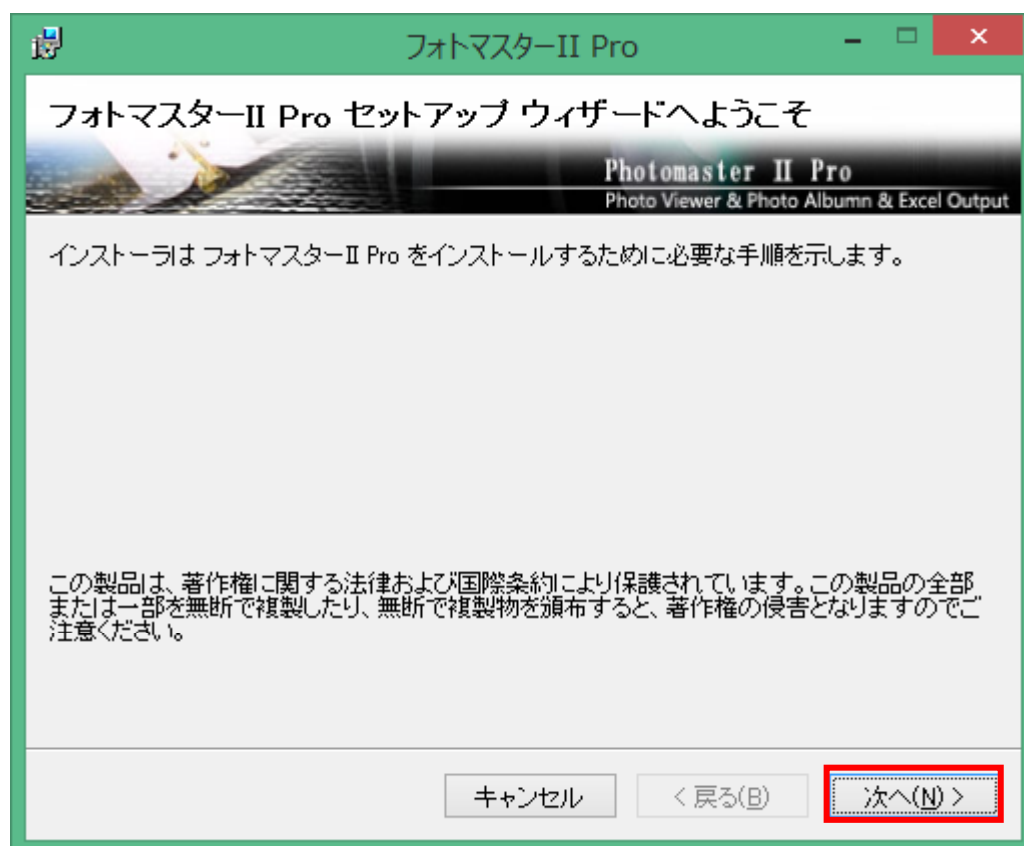 フォトマスターII Pro
フォトマスターII Pro セットアップ ウィザードへようこそ
Photomaster II Pro
Photo Viewer & Photo Albumn & Excel Output
インストーラは フォトマスターII Pro をインストールするために必要な手順を示します。
この製品は、著作権に関する法律および国際条約により保護されています。この製品の全部
または一部を無断で複製したり、無断で複製物を頒布すると、著作権の侵害となりますのでご
注意ください。
キャンセル < 戻る(B) 次へ(N) >